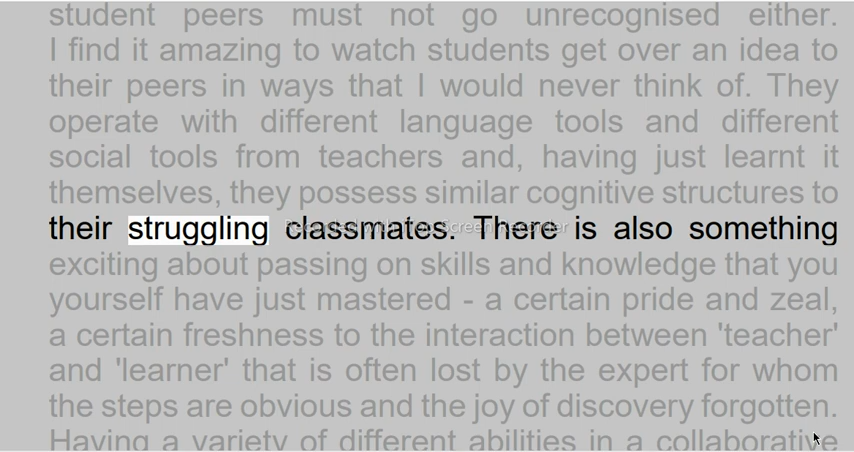 student peers must not go unrecognised either.
I find it amazing to watch students get over an idea to
their peers in ways that I would never think of. They
operate with different language tools and different
social tools from teachers and, having just learnt it
themselves, they possess similar cognitive structures to
their struggling classmates. There is also something
Recorded with iTop Screen Recorder
exciting about passing on skills and knowledge that you
yourself have just mastered - a certain pride and zeal,
a certain freshness to the interaction between 'teacher'
and 'learner' that is often lost by the expert for whom
the steps are obvious and the joy of discovery forgotten.
Having a variety of different abilities in a collaborative